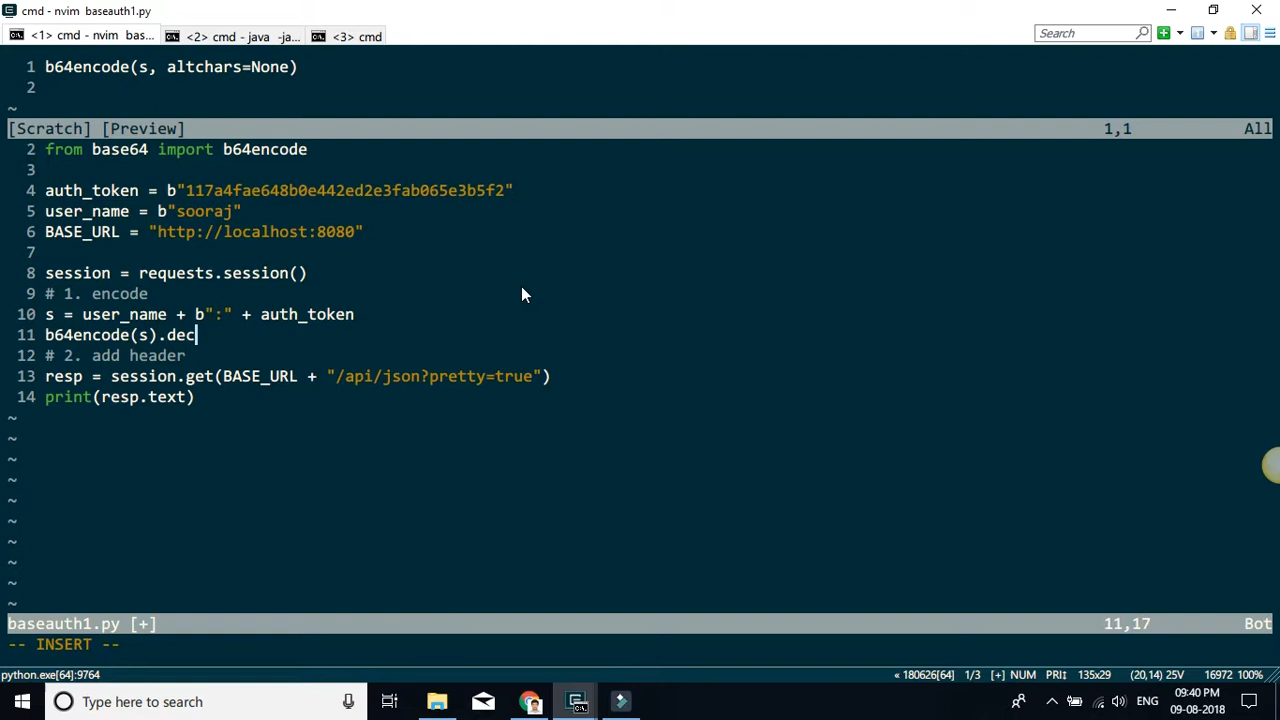 cmd - nvim  baseauth1.py
<1> cmd - nvim  bas... <2> cmd - java  -ja... <3> cmd Search
1 b64encode(s, altchars=None)
2
~
[Scratch] [Preview] 1,1 All
2 from base64 import b64encode
3
4 auth_token = b"117a4fae648b0e442ed2e3fab065e3b5f2"
5 user_name = b"sooraj"
6 BASE_URL = "http://localhost:8080"
7
8 session = requests.session()
9 # 1. encode
10 s = user_name + b":" + auth_token
11 b64encode(s).dec
12 # 2. add header
13 resp = session.get(BASE_URL + "/api/json?pretty=true")
14 print(resp.text)
~
~
~
~
~
~
~
~
~
~
baseauth1.py [+] 11,17 Bot
-- INSERT --
python.exe[64]:9764 « 180626[64] 1/3 [+] NUM PRI↕ 135x29 (20,14) 25V 16972 100%
Type here to search ENG 09:40 PM
09-08-2018